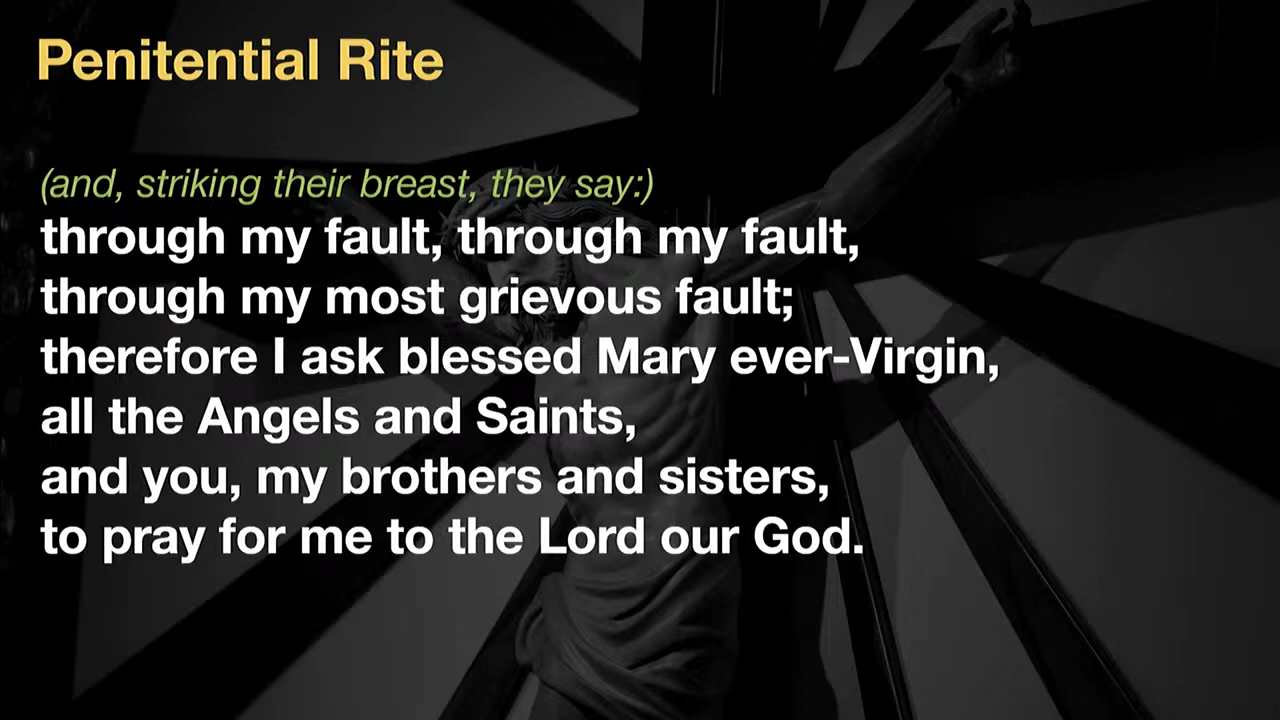 Penitential Rite
(and, striking their breast, they say:)
through my fault, through my fault,
through my most grievous fault;
therefore I ask blessed Mary ever-Virgin,
all the Angels and Saints,
and you, my brothers and sisters,
to pray for me to the Lord our God.